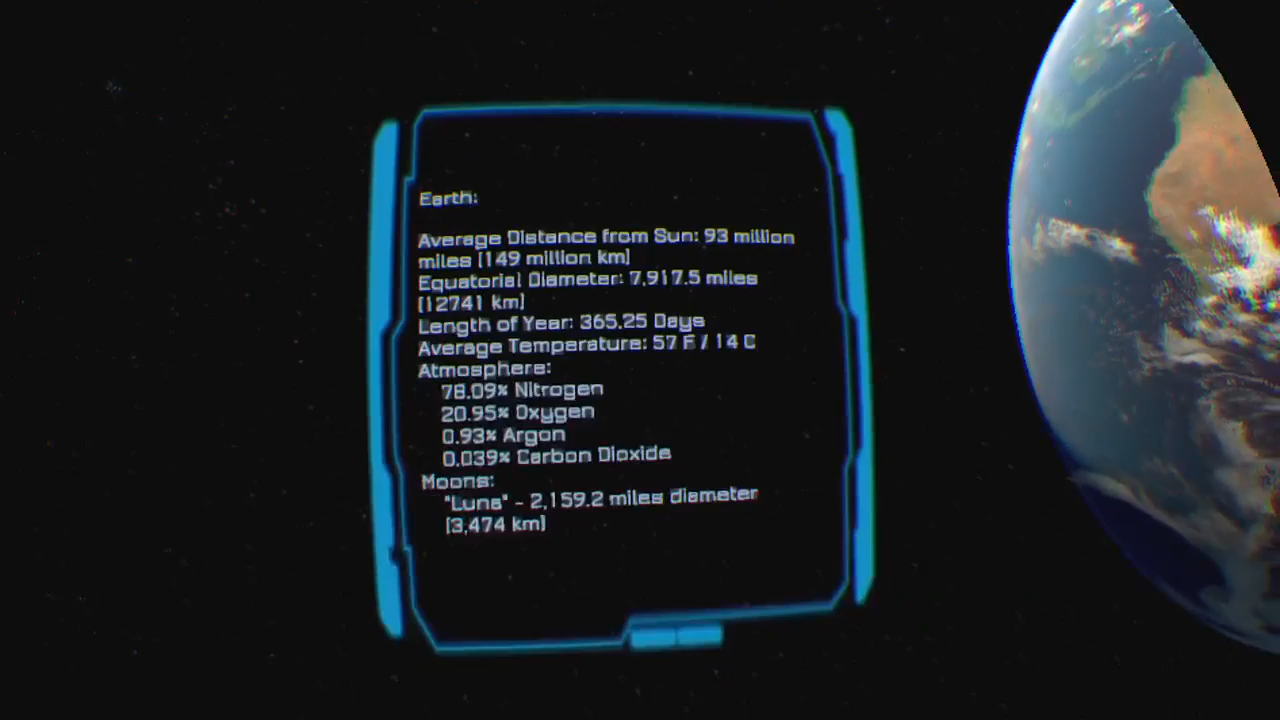 Earth:
Average Distance from Sun: 93 million
miles [149 million km]
Equatorial Diameter: 7,917.5 miles
[12741 km]
Length of Year: 365.25 Days
Average Temperature: 57 F / 14 C
Atmosphere:
78.09% Nitrogen
20.95% Oxygen
0.93% Argon
0.039% Carbon Dioxide
Moons:
"Luna" - 2,159.2 miles diameter
[3,474 km]